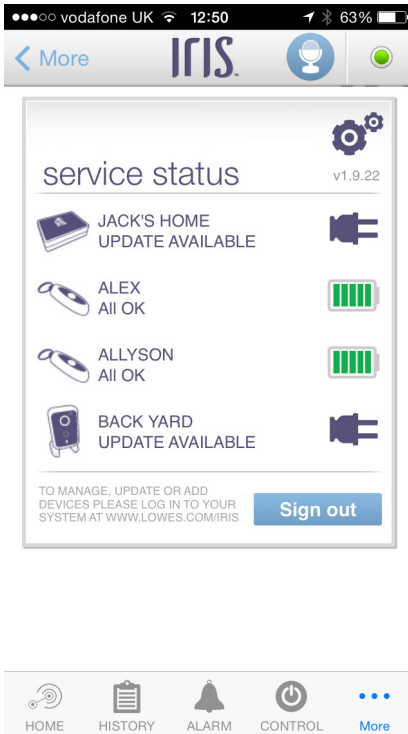 vodafone UK 12:50 63%
More IRIS
service status
v1.9.22
JACK'S HOME
UPDATE AVAILABLE
ALEX
All OK
ALLYSON
All OK
BACK YARD
UPDATE AVAILABLE
TO MANAGE, UPDATE OR ADD
DEVICES PLEASE LOG IN TO YOUR
SYSTEM AT WWW.LOWES.COM/IRIS
Sign out
HOME HISTORY ALARM CONTROL More